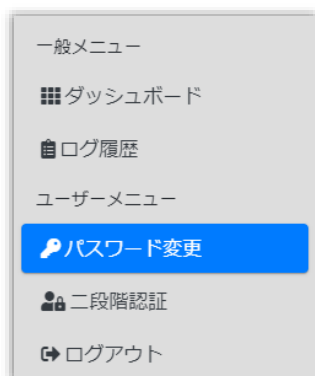 一般メニュー
ダッシュボード
ログ履歴
ユーザーメニュー
パスワード変更
二段階認証
ログアウト